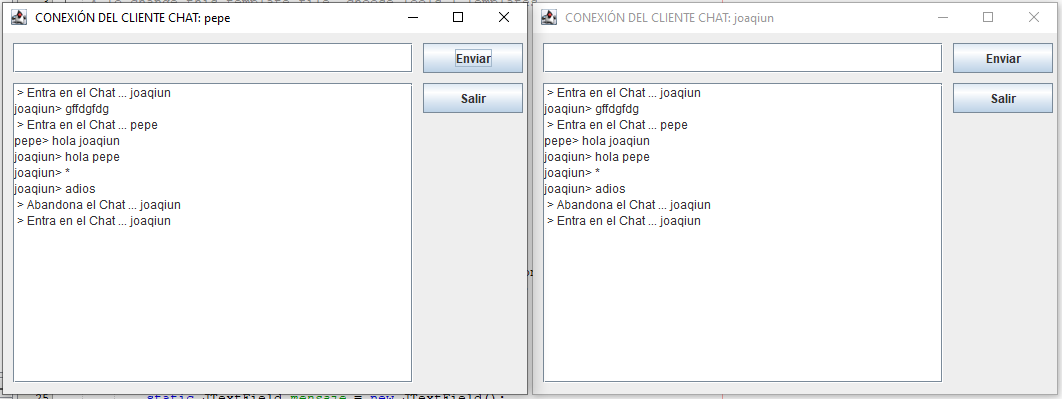 CONEXIÓN DEL CLIENTE CHAT: pepe
Enviar
Salir
> Entra en el Chat ... joaqiun
joaqiun> gffdgfdg
> Entra en el Chat ... pepe
pepe> hola joaqiun
joaqiun> hola pepe
joaqiun> *
joaqiun> adios
> Abandona el Chat ... joaqiun
> Entra en el Chat ... joaqiun
CONEXIÓN DEL CLIENTE CHAT: joaqiun
Enviar
Salir
> Entra en el Chat ... joaqiun
joaqiun> gffdgfdg
> Entra en el Chat ... pepe
pepe> hola joaqiun
joaqiun> hola pepe
joaqiun> *
joaqiun> adios
> Abandona el Chat ... joaqiun
> Entra en el Chat ... joaqiun
25 static JTextField mensaje = new JTextField();